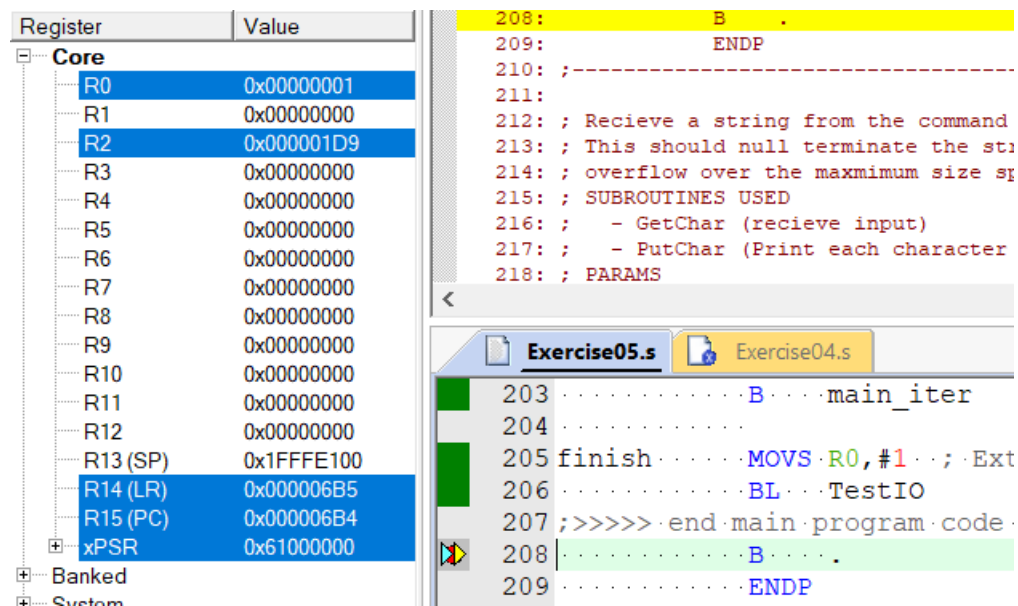 Register Value
Core
R0 0x00000001
R1 0x00000000
R2 0x000001D9
R3 0x00000000
R4 0x00000000
R5 0x00000000
R6 0x00000000
R7 0x00000000
R8 0x00000000
R9 0x00000000
R10 0x00000000
R11 0x00000000
R12 0x00000000
R13 (SP) 0x1FFFE100
R14 (LR) 0x000006B5
R15 (PC) 0x000006B4
xPSR 0x61000000
Banked
System
208: B .
209: ENDP
210: ;----------------------------------
211:
212: ; Recieve a string from the command
213: ; This should null terminate the str
214: ; overflow over the maxmimum size sp
215: ; SUBROUTINES USED
216: ; - GetChar (recieve input)
217: ; - PutChar (Print each character
218: ; PARAMS
Exercise05.s Exercise04.s
203 B main_iter
204
205 finish MOVS R0,#1 ; Ext
206 BL TestIO
207 ;>>>>> end main program code
208 B .
209 ENDP